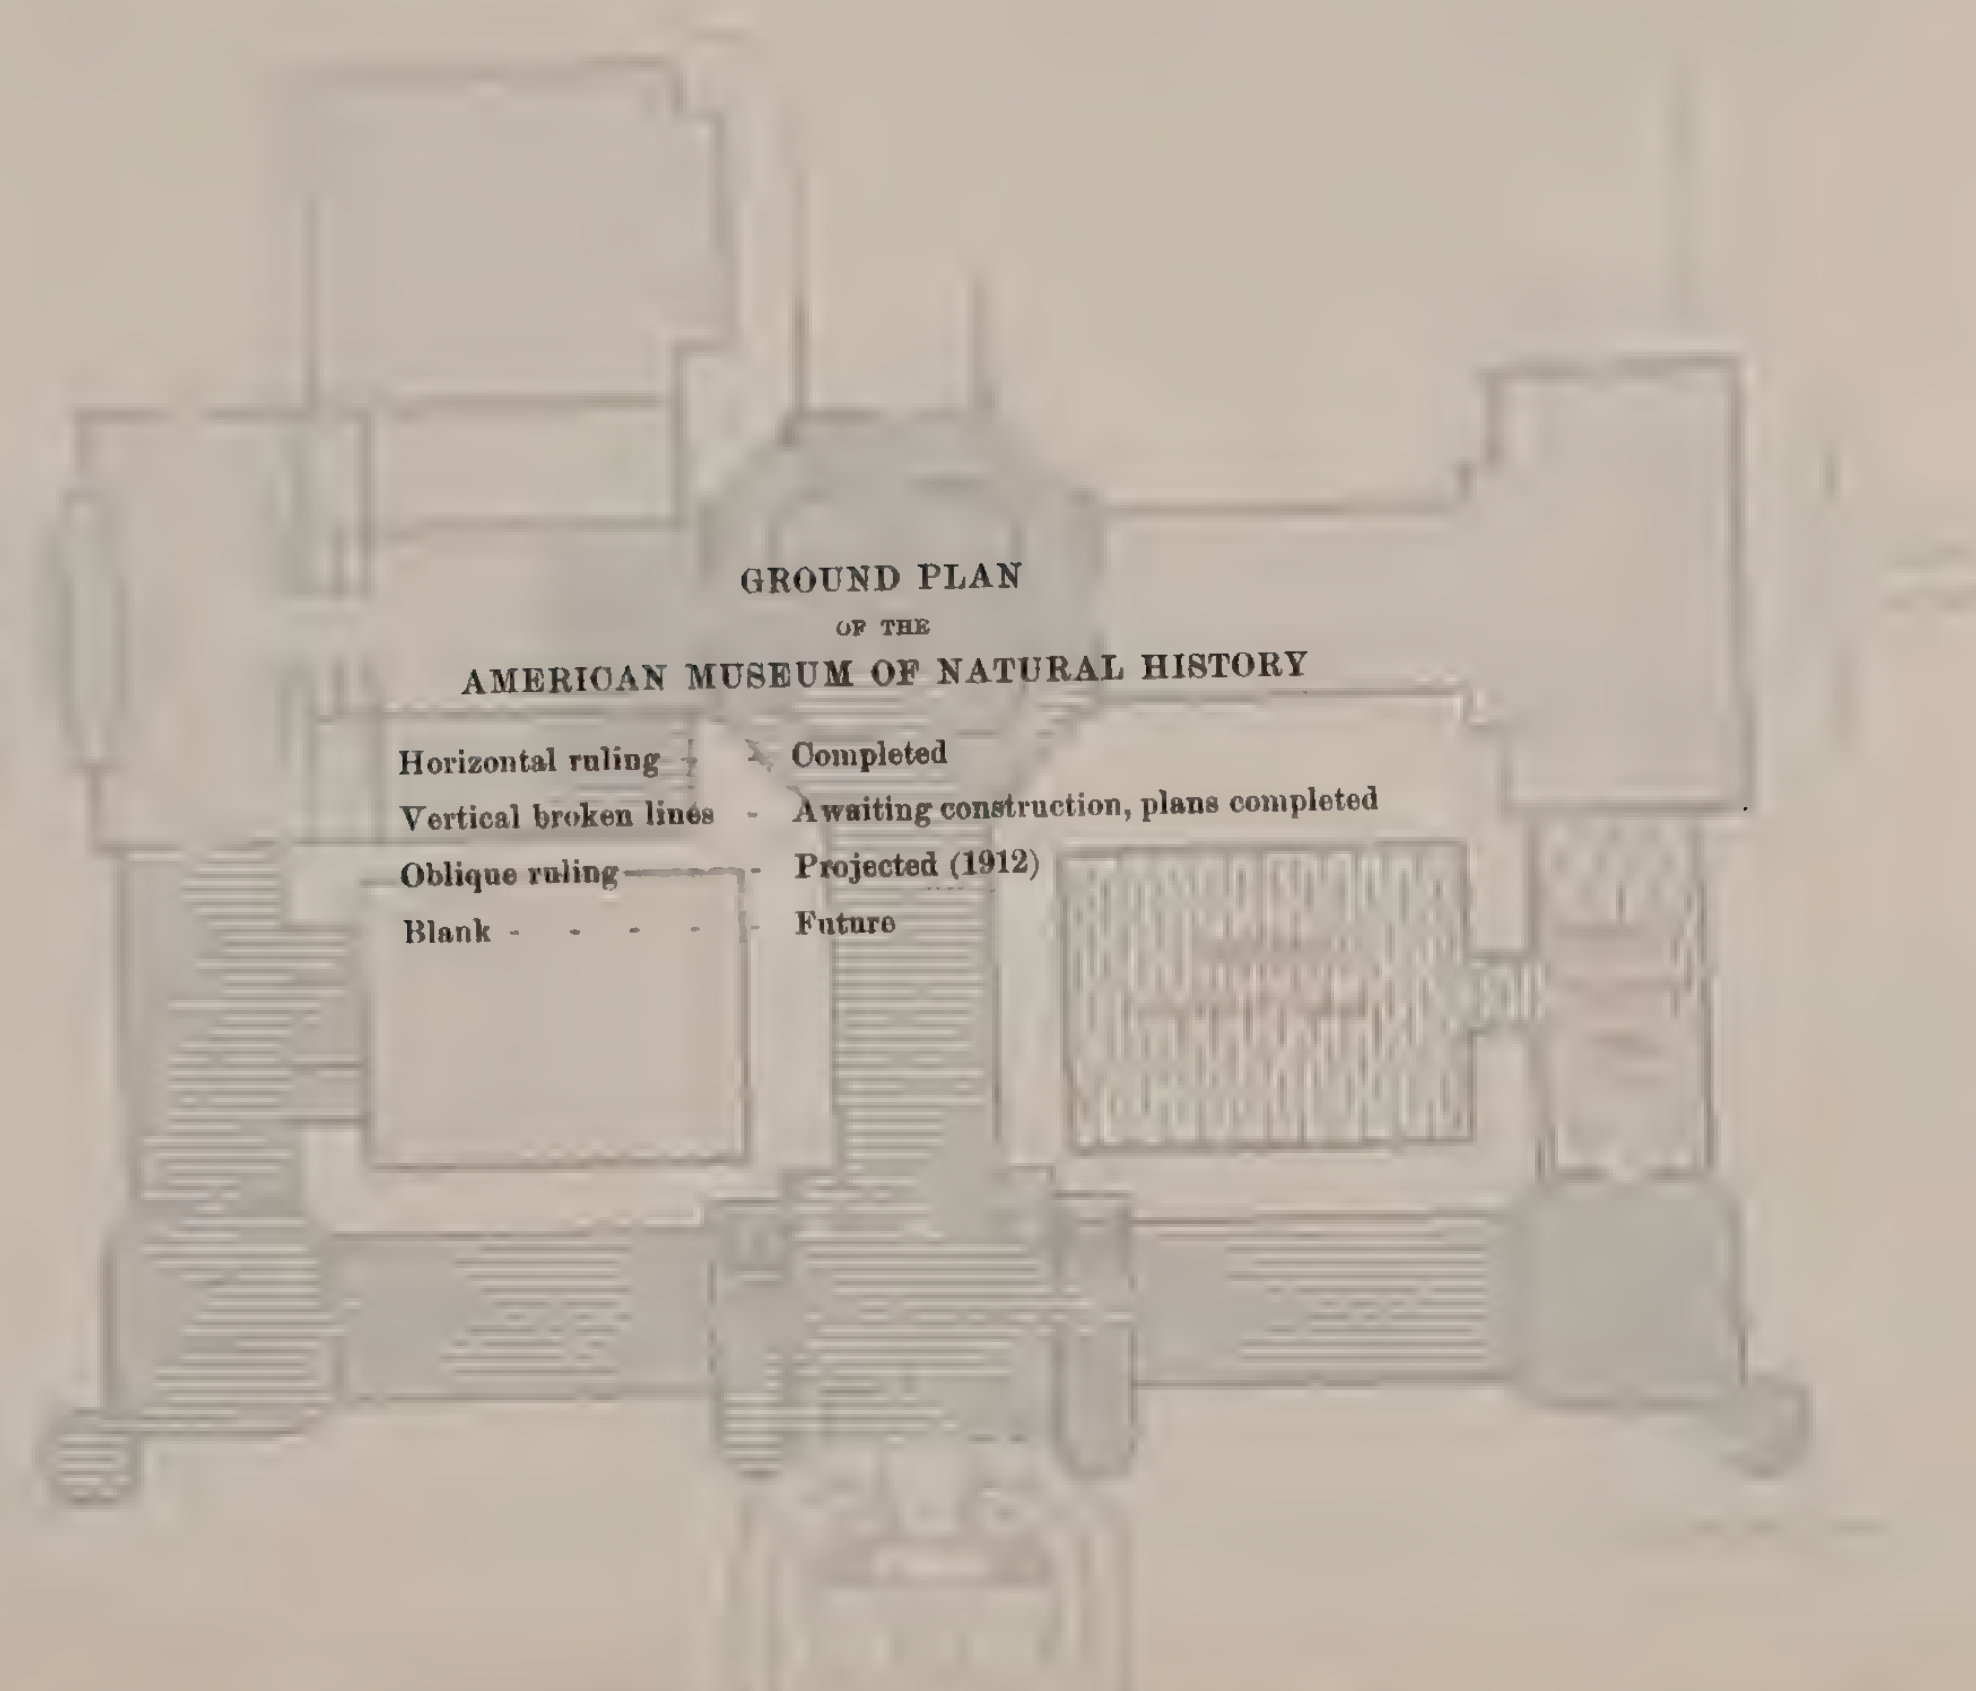 GROUND PLAN
OF THE
AMERICAN MUSEUM OF NATURAL HISTORY
Horizontal ruling - - Completed
Vertical broken lines - Awaiting construction, plans completed
Oblique ruling - Projected (1912)
Blank - - - - - Future